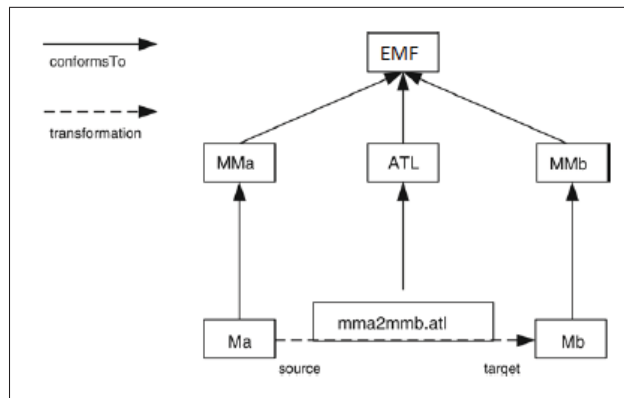 EMF
conformsTo
transformation
MMa
ATL
MMb
mma2mmb.atl
Ma
Mb
source
target